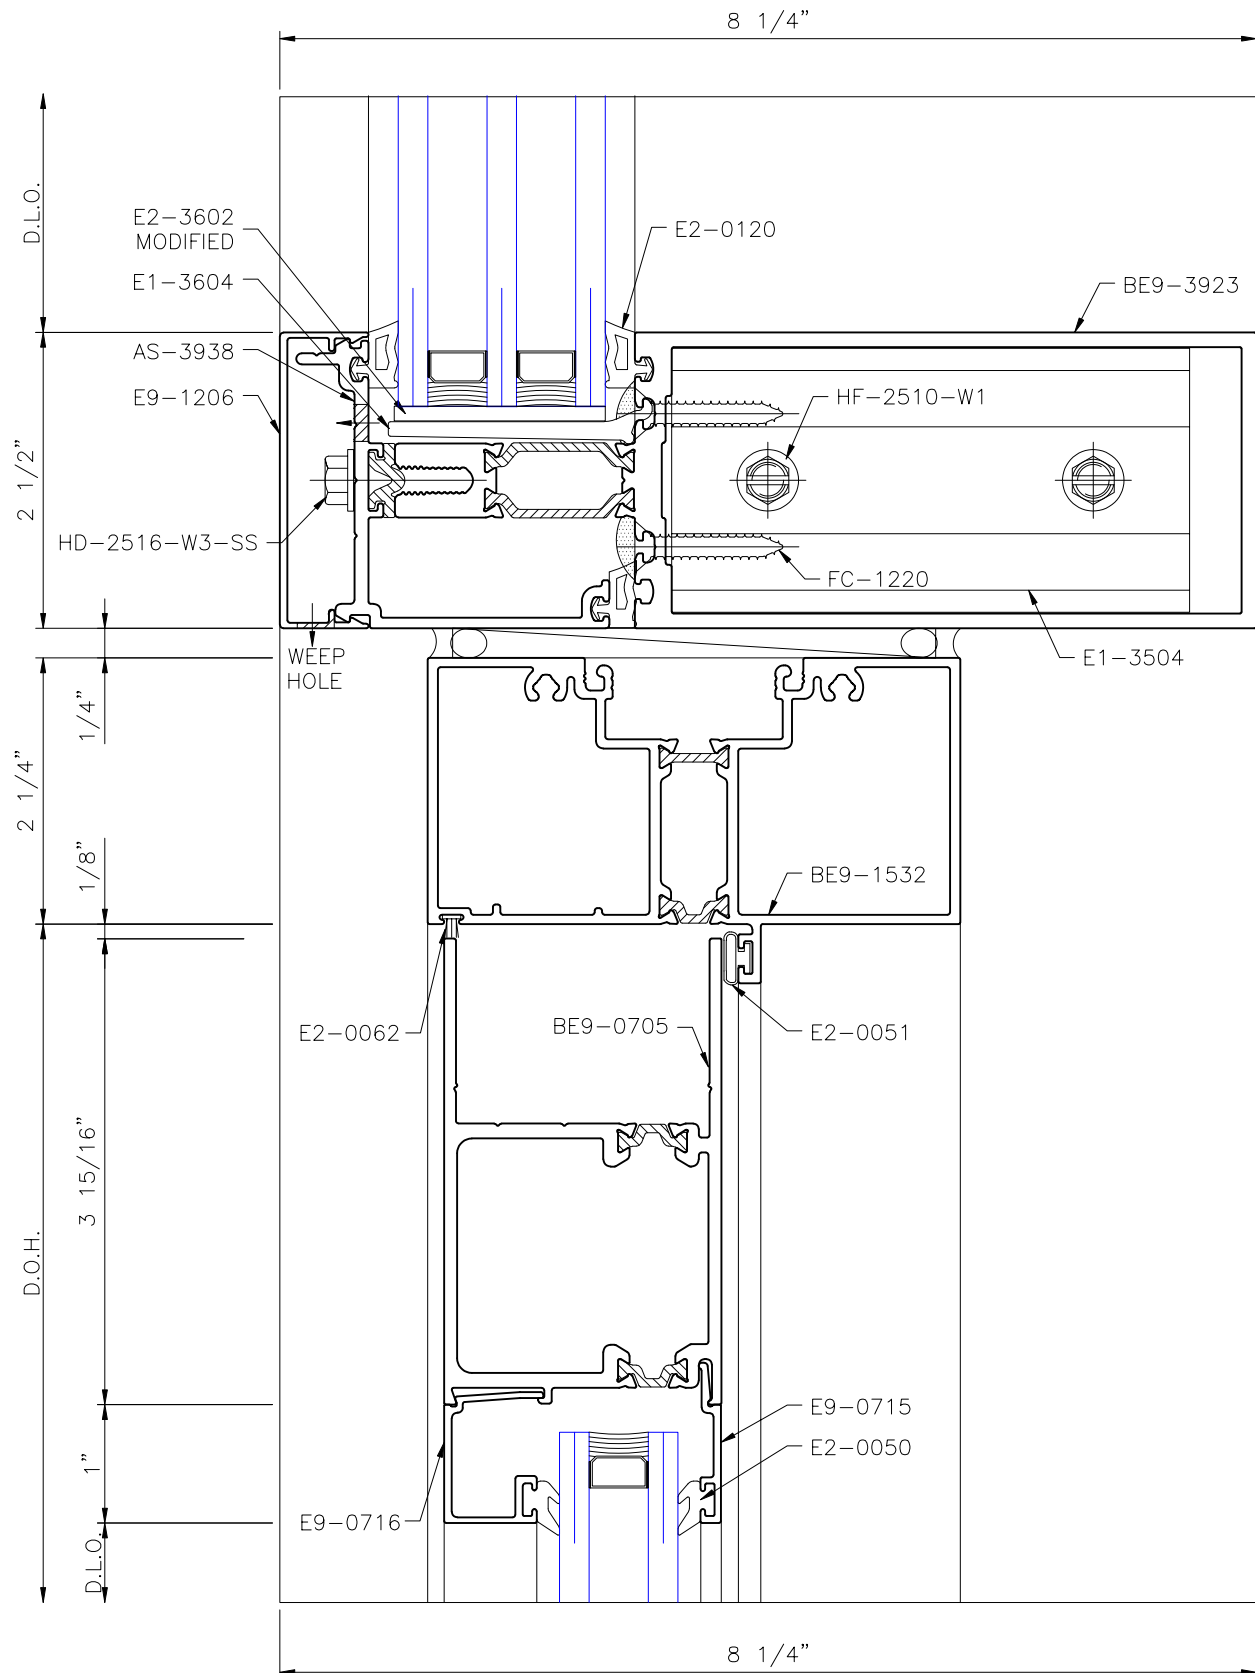 8 1/4”
D.L.O.
E2-3602
MODIFIED
E1-3604
AS-3938
E9-1206
E2-0120
BE9-3923
HF-2510-W1
2 1/2”
HD-2516-W3-SS
FC-1220
E1-3504
WEEP
HOLE
1/4”
2 1/4”
1/8”
BE9-1532
E2-0062
BE9-0705
E2-0051
3 15/16”
D.O.H.
E9-0715
E2-0050
1”
E9-0716
D.L.O.
8 1/4”